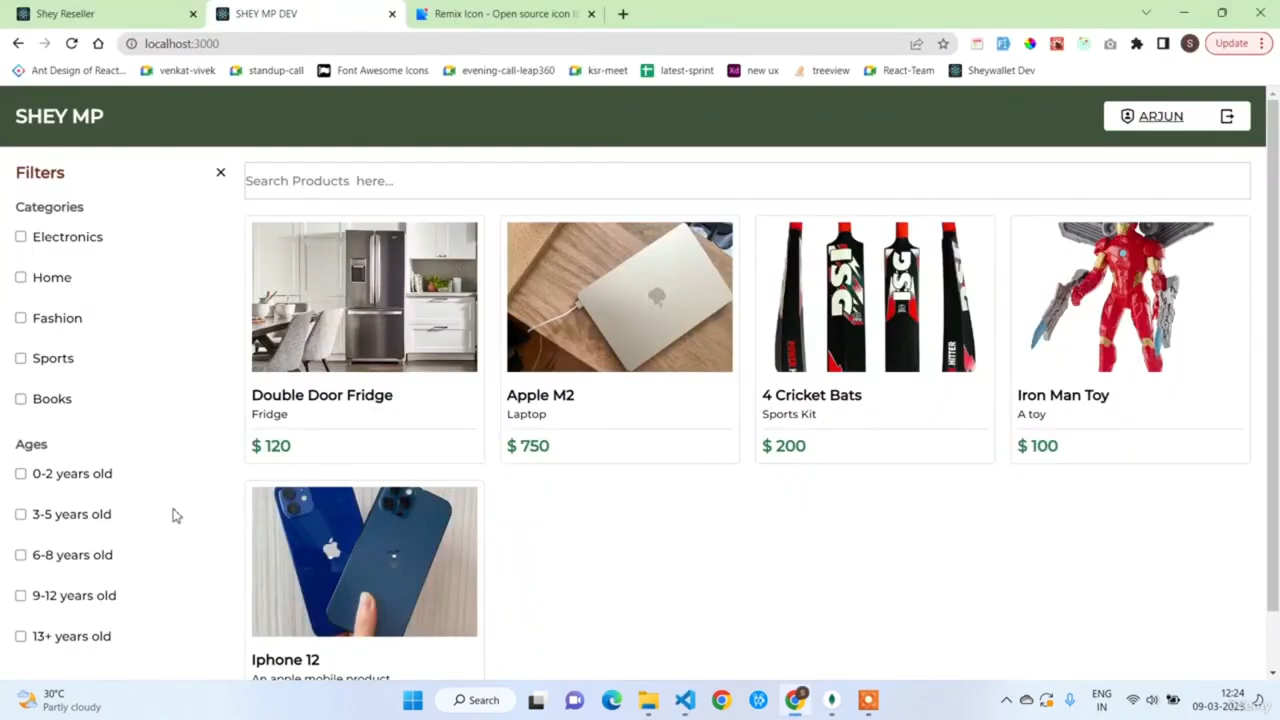 Shey Reseller
SHEY MP DEV
Remix Icon - Open source icon li
localhost:3000
S
Update
Ant Design of React...
venkat-vivek
standup-call
Font Awesome Icons
evening-call-leap360
ksr-meet
latest-sprint
Xd new ux
treeview
React-Team
Sheywallet Dev
SHEY MP
ARJUN
Filters
Search Products here...
Categories
Electronics
Home
Fashion
Sports
Books
Ages
0-2 years old
3-5 years old
6-8 years old
9-12 years old
13+ years old
Double Door Fridge
Fridge
$ 120
Apple M2
Laptop
$ 750
4 Cricket Bats
Sports Kit
$ 200
Iron Man Toy
A toy
$ 100
Iphone 12
An apple mobile product
30°C
Partly cloudy
Search
ENG
IN
12:24